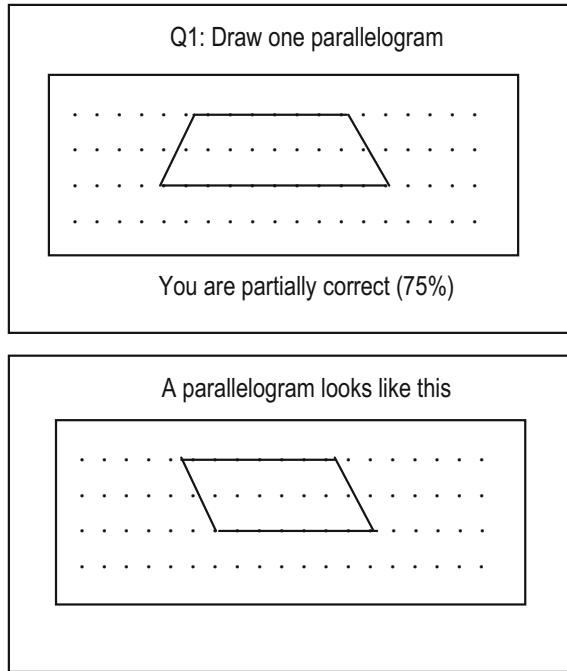 Q1: Draw one parallelogram
You are partially correct (75%)
A parallelogram looks like this